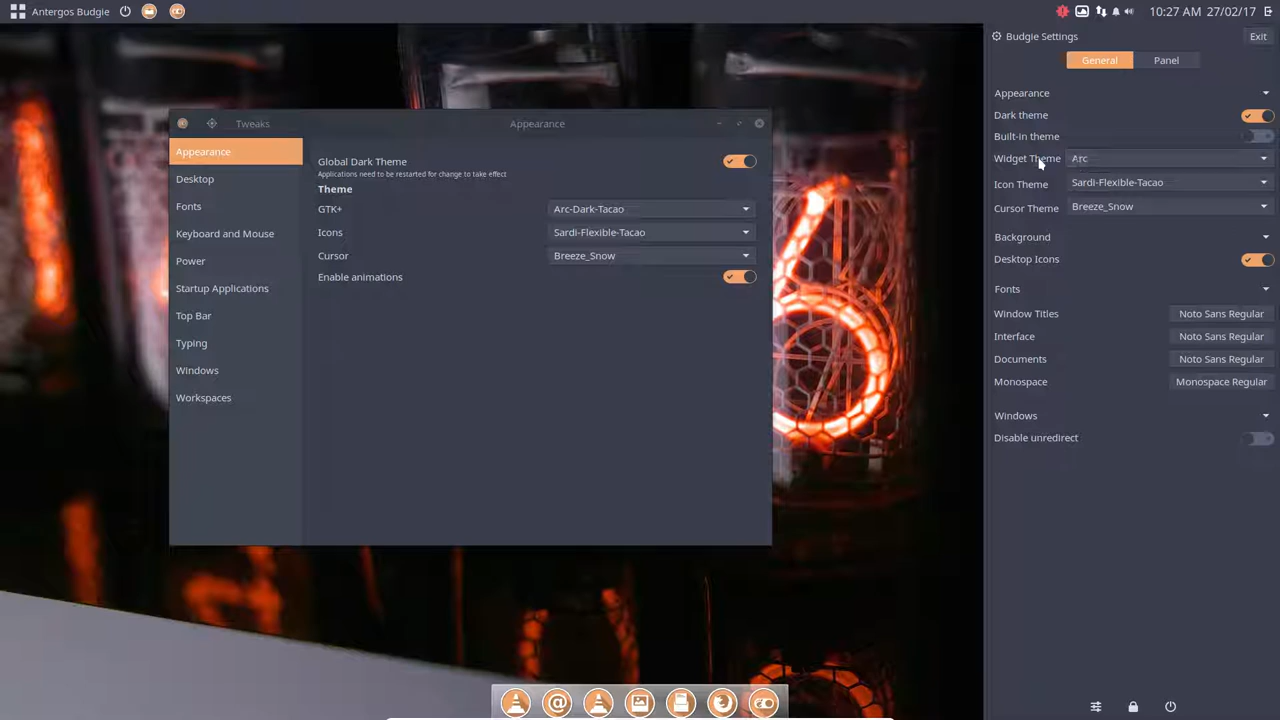 Antergos Budgie
10:27 AM 27/02/17
Tweaks
Appearance
Appearance
Desktop
Fonts
Keyboard and Mouse
Power
Startup Applications
Top Bar
Typing
Windows
Workspaces
Global Dark Theme
Applications need to be restarted for change to take effect
Theme
GTK+ Arc-Dark-Tacao
Icons Sardi-Flexible-Tacao
Cursor Breeze_Snow
Enable animations
Budgie Settings Exit
General Panel
Appearance
Dark theme
Built-in theme
Widget Theme Arc
Icon Theme Sardi-Flexible-Tacao
Cursor Theme Breeze_Snow
Background
Desktop Icons
Fonts
Window Titles Noto Sans Regular
Interface Noto Sans Regular
Documents Noto Sans Regular
Monospace Monospace Regular
Windows
Disable unredirect